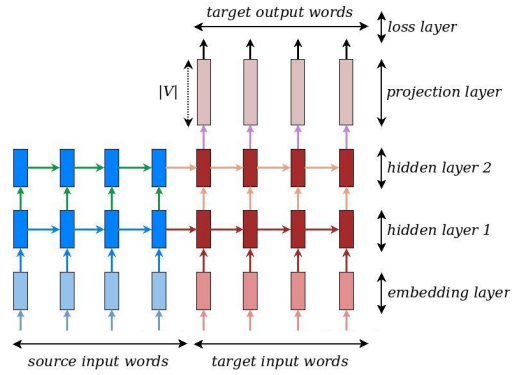 target output words
loss layer
|V|
projection layer
hidden layer 2
hidden layer 1
embedding layer
source input words
target input words